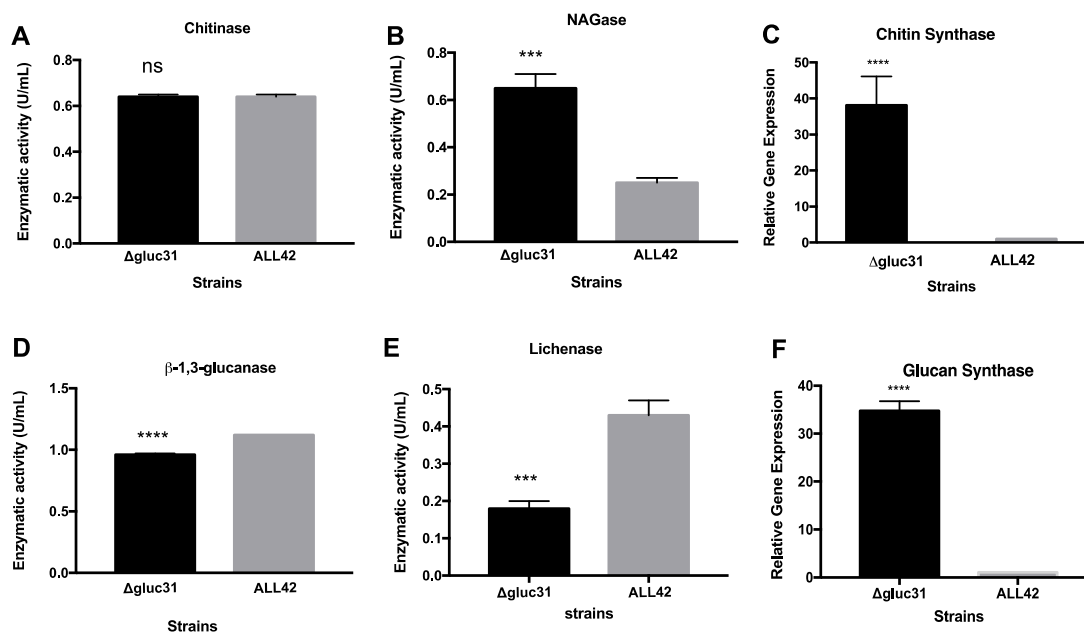 A
Chitinase
Enzymatic activity (U/mL)
0.8
0.6
0.4
0.2
0.0
ns
Δgluc31
ALL42
Strains
B
NAGase
Enzymatic activity (U/mL)
0.8
0.6
0.4
0.2
0.0
***
Δgluc31
ALL42
Strains
C
Chitin Synthase
Relative Gene Expression
50
40
30
20
10
0
****
Δgluc31
ALL42
Strains
D
β-1,3-glucanase
Enzymatic activity (U/mL)
1.5
1.0
0.5
0.0
****
Δgluc31
ALL42
Strains
E
Lichenase
Enzymatic activity (U/mL)
0.5
0.4
0.3
0.2
0.1
0.0
***
Δgluc31
ALL42
strains
F
Glucan Synthase
Relative Gene Expression
40
30
20
10
0
****
Δgluc31
ALL42
Strains